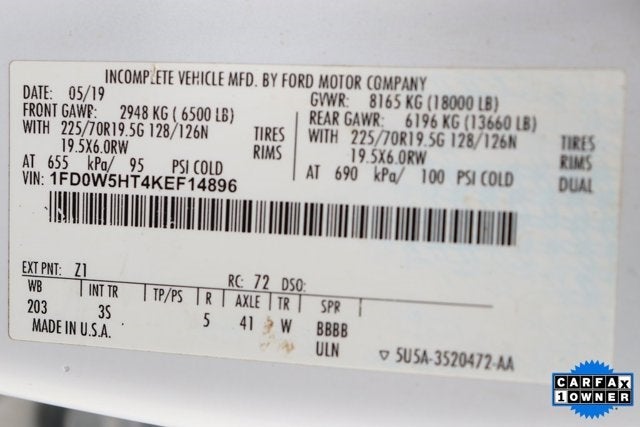 INCOMPLETE VEHICLE MFD. BY FORD MOTOR COMPANY
DATE: 05/19 GVWR: 8165 KG (18000 LB)
FRONT GAWR: 2948 KG ( 6500 LB) REAR GAWR: 6196 KG (13660 LB)
WITH 225/70R19.5G 128/126N TIRES WITH 225/70R19.5G 128/126N TIRES
19.5X6.0RW RIMS 19.5X6.0RW RIMS
AT 655 kPa/ 95 PSI COLD AT 690 kPa/ 100 PSI COLD DUAL
VIN: 1FD0W5HT4KEF14896
EXT PNT: Z1 RC: 72 DSO:
WB INT TR TP/PS R AXLE TR SPR
203 3S 5 41 W BBBB
MADE IN U.S.A. ULN 5U5A-3520472-AA
CARFAX
1 OWNER